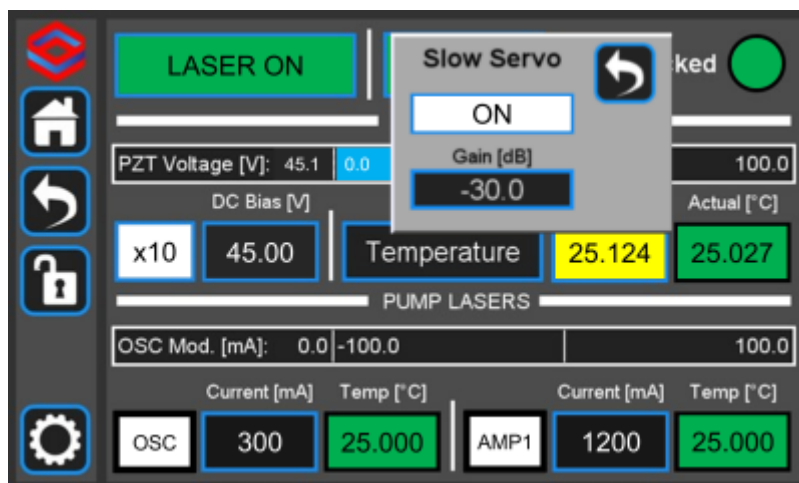 LASER ON
Slow Servo
cked
ON
Gain [dB]
-30.0
PZT Voltage [V]: 45.1 0.0 100.0
DC Bias [V] Actual [°C]
x10 45.00 Temperature 25.124 25.027
PUMP LASERS
OSC Mod. [mA]: 0.0 -100.0 100.0
Current [mA] Temp [°C] Current [mA] Temp [°C]
OSC 300 25.000 AMP1 1200 25.000